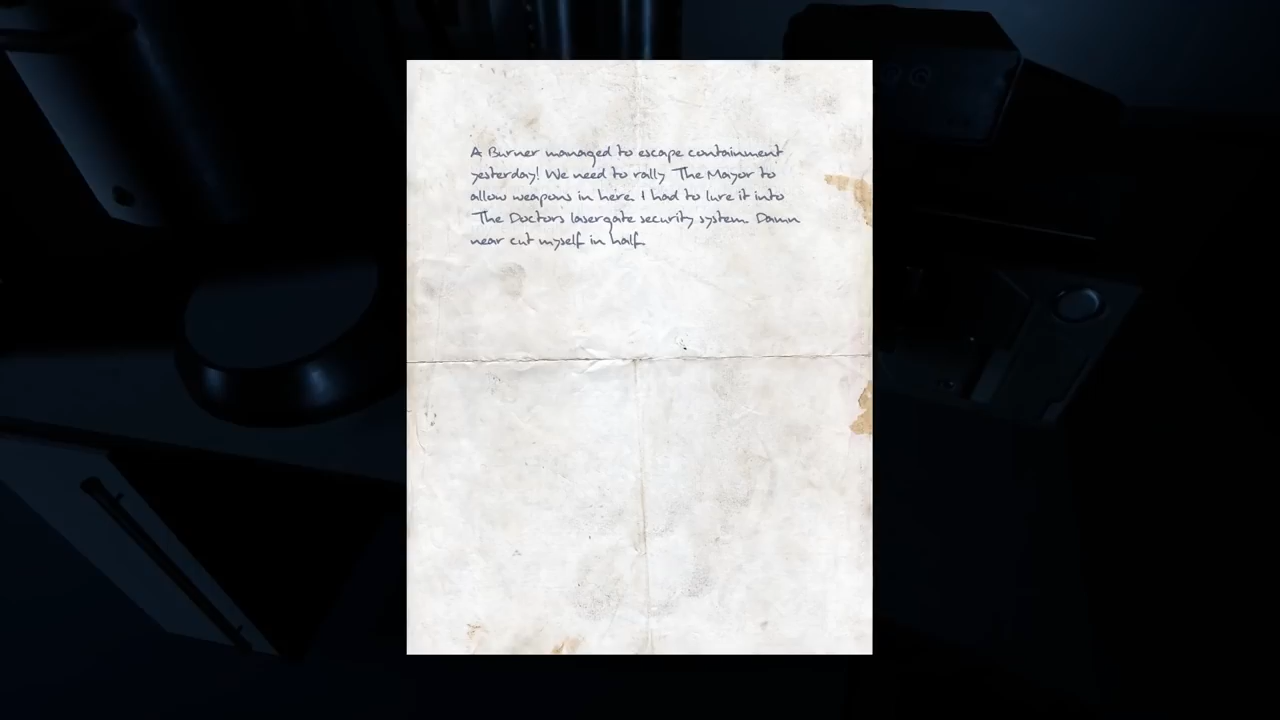 A Burner managed to escape containment
yesterday! We need to rally The Mayor to
allow weapons in here. I had to lure it into
The Doctors lasergate security system. Damn
near cut myself in half.